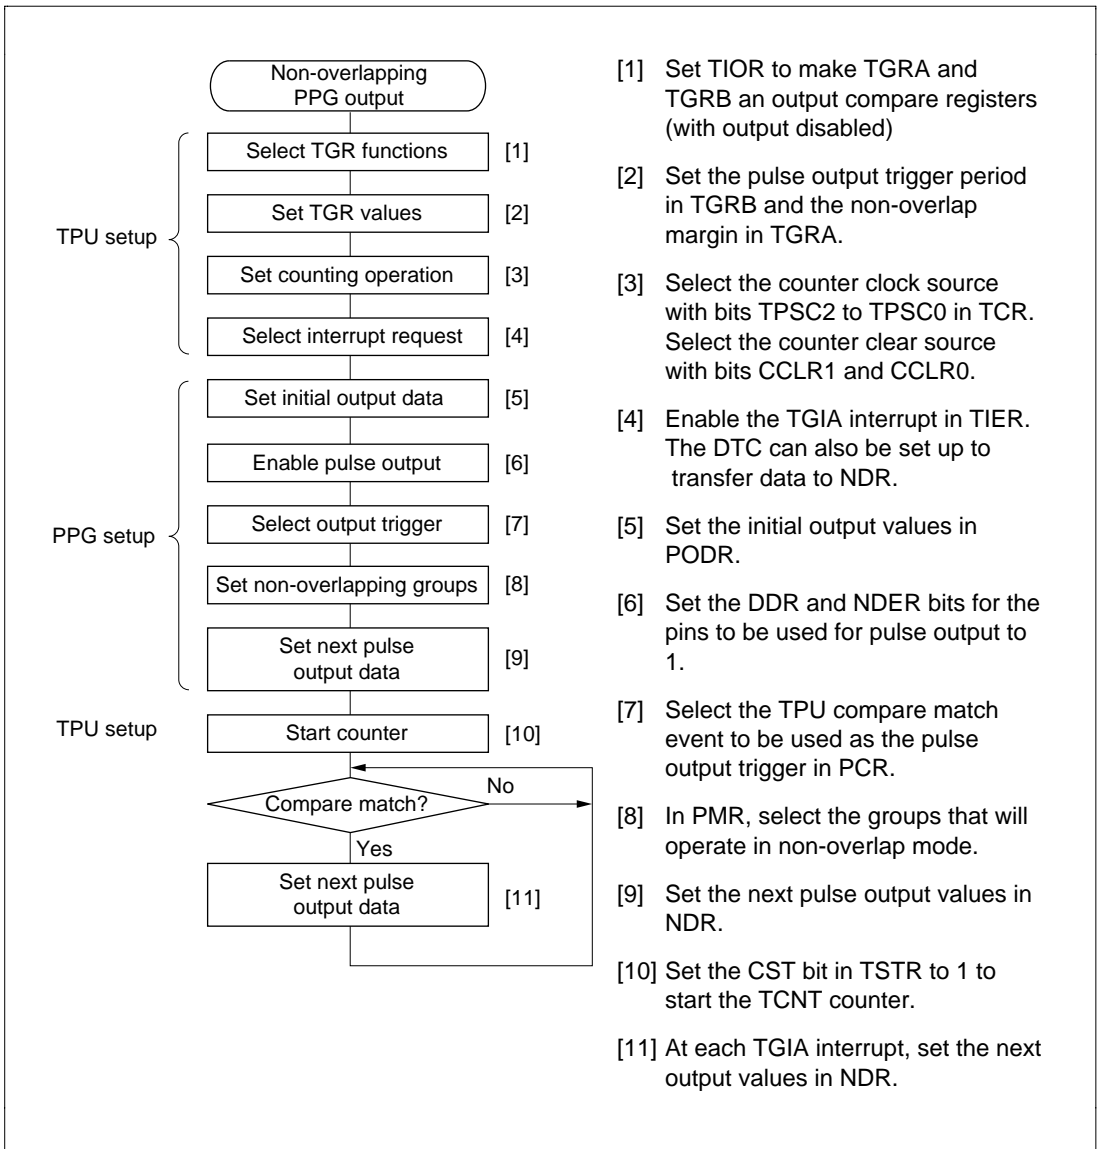 Non-overlapping
PPG output
TPU setup
Select TGR functions [1]
Set TGR values [2]
Set counting operation [3]
Select interrupt request [4]
PPG setup
Set initial output data [5]
Enable pulse output [6]
Select output trigger [7]
Set non-overlapping groups [8]
Set next pulse
output data [9]
TPU setup
Start counter [10]
Compare match? No
Yes
Set next pulse
output data [11]
[1] Set TIOR to make TGRA and
TGRB an output compare registers
(with output disabled)
[2] Set the pulse output trigger period
in TGRB and the non-overlap
margin in TGRA.
[3] Select the counter clock source
with bits TPSC2 to TPSC0 in TCR.
Select the counter clear source
with bits CCLR1 and CCLR0.
[4] Enable the TGIA interrupt in TIER.
The DTC can also be set up to
transfer data to NDR.
[5] Set the initial output values in
PODR.
[6] Set the DDR and NDER bits for the
pins to be used for pulse output to
1.
[7] Select the TPU compare match
event to be used as the pulse
output trigger in PCR.
[8] In PMR, select the groups that will
operate in non-overlap mode.
[9] Set the next pulse output values in
NDR.
[10] Set the CST bit in TSTR to 1 to
start the TCNT counter.
[11] At each TGIA interrupt, set the next
output values in NDR.